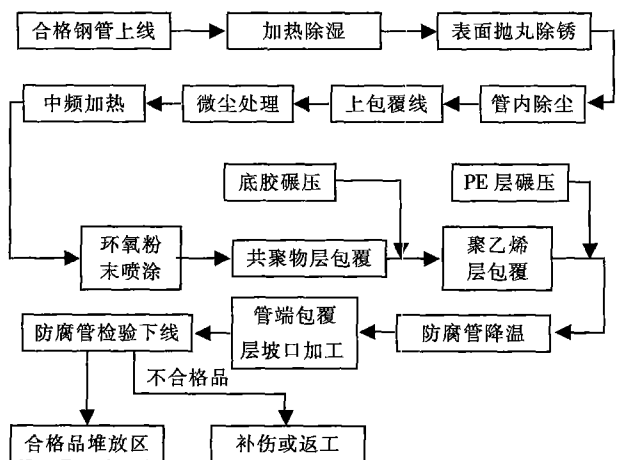 合格钢管上线
加热除湿
表面抛丸除锈
中频加热
微尘处理
上包覆线
管内除尘
底胶碾压
PE 层碾压
环氧粉
末喷涂
共聚物层包覆
聚乙烯
层包覆
防腐管检验下线
管端包覆
层坡口加工
防腐管降温
不合格品
合格品堆放区
补伤或返工